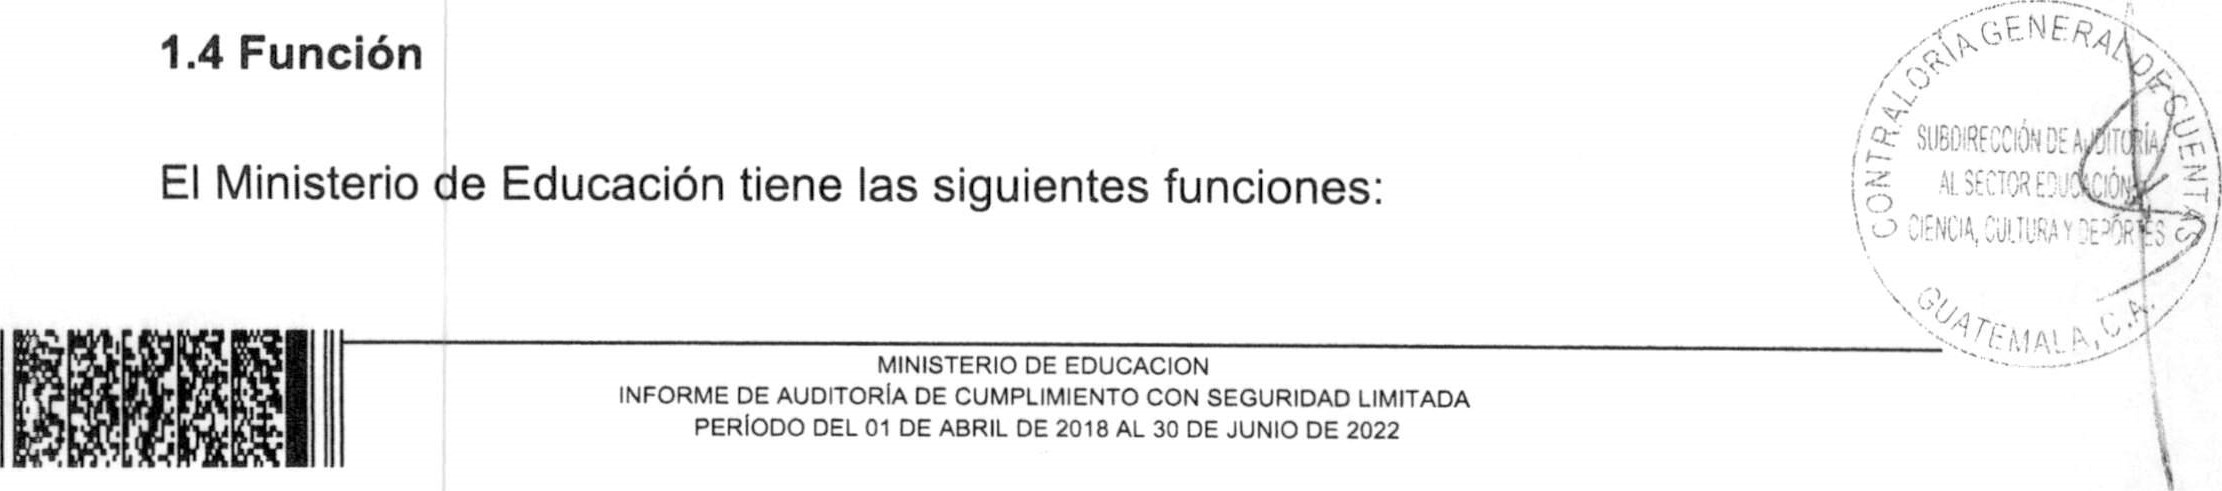 1.4 Función
El Ministerio de Educación tiene las siguientes funciones:
CONTRALORÍA GENERAL DE CUENTAS
SUBDIRECCIÓN DE AUDITORÍA
AL SECTOR EDUCACIÓN,
CIENCIA, CULTURA Y DEPORTES
GUATEMALA, C.A.
MINISTERIO DE EDUCACION
INFORME DE AUDITORÍA DE CUMPLIMIENTO CON SEGURIDAD LIMITADA
PERÍODO DEL 01 DE ABRIL DE 2018 AL 30 DE JUNIO DE 2022